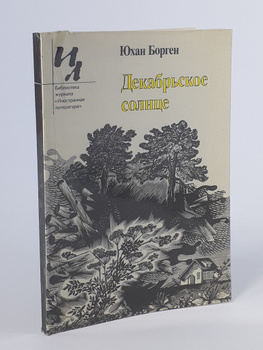 ИЛ
Библиотека
журнала
«Иностранная
литература»
Юхан Борген
Декабрьское
солнце